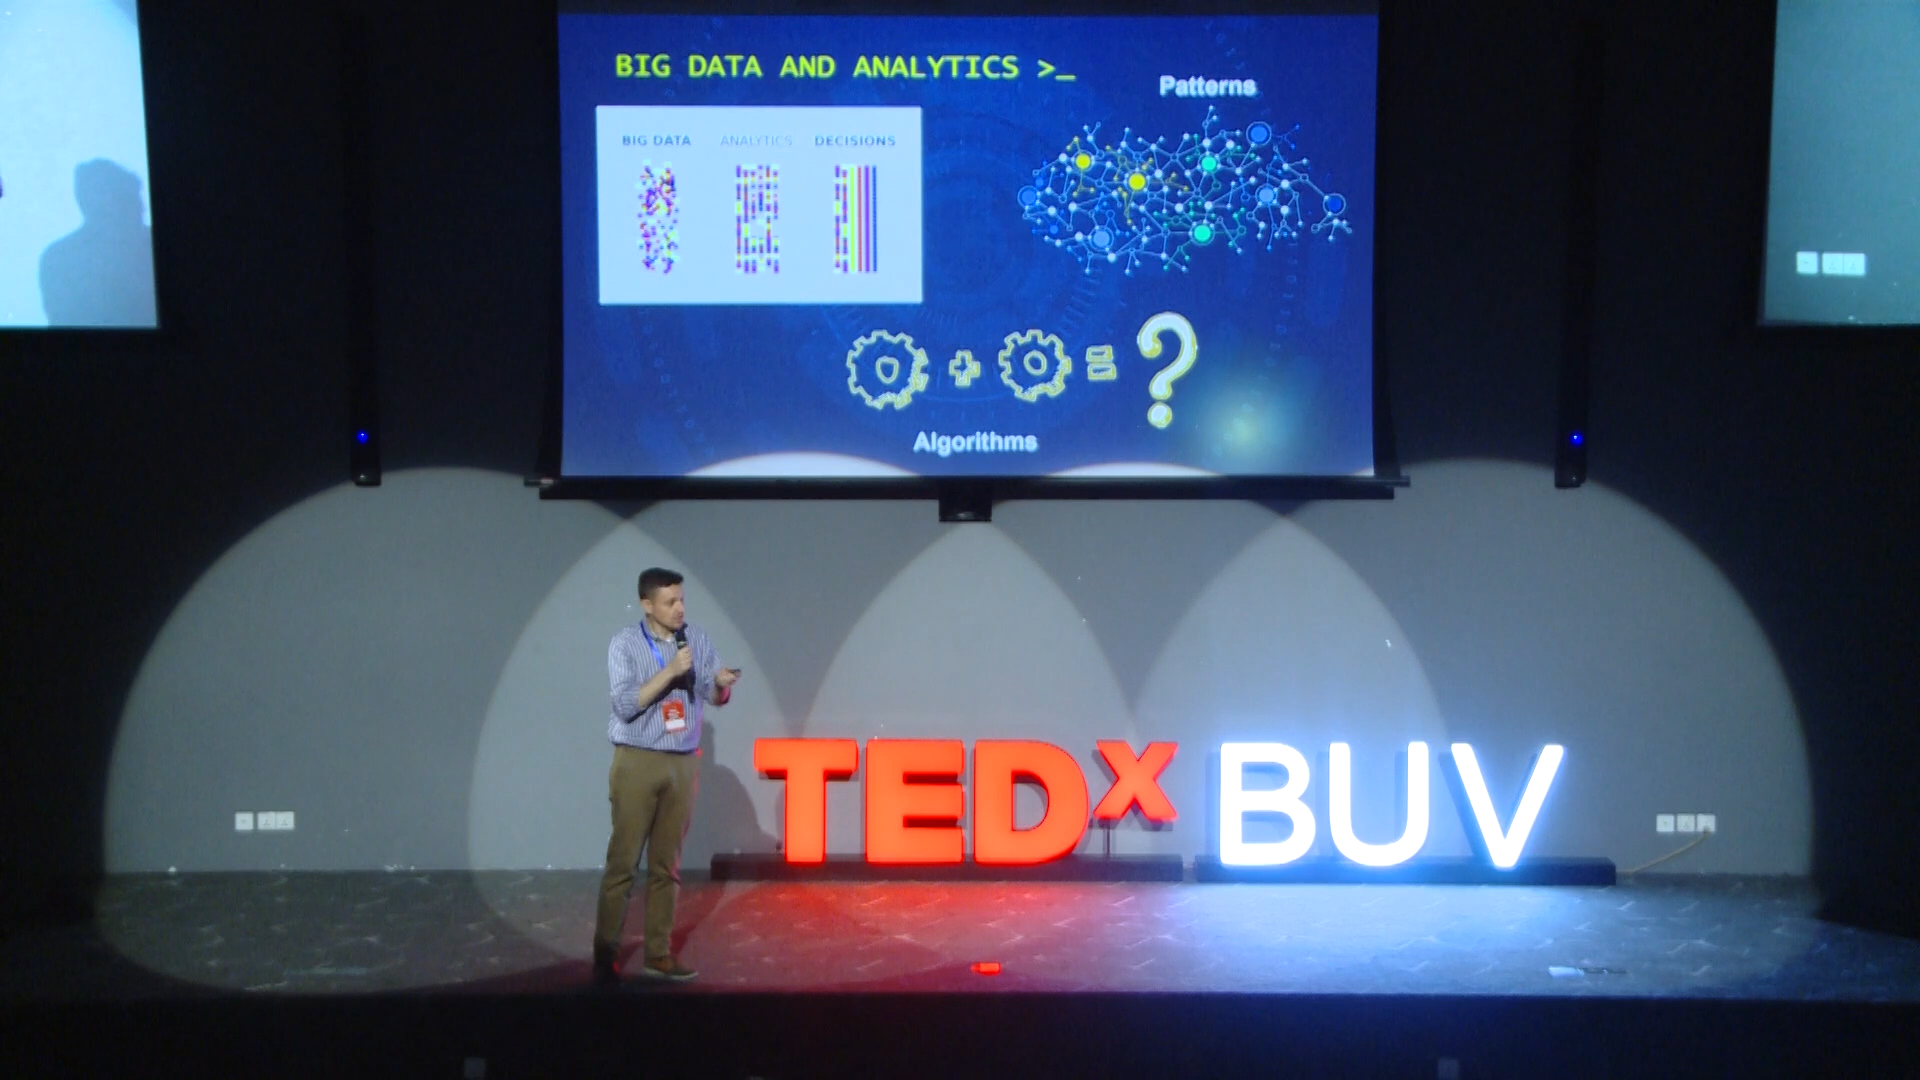 BIG DATA AND ANALYTICS >_
Patterns
BIG DATA ANALYTICS DECISIONS
+ = ?
Algorithms
TEDx BUV